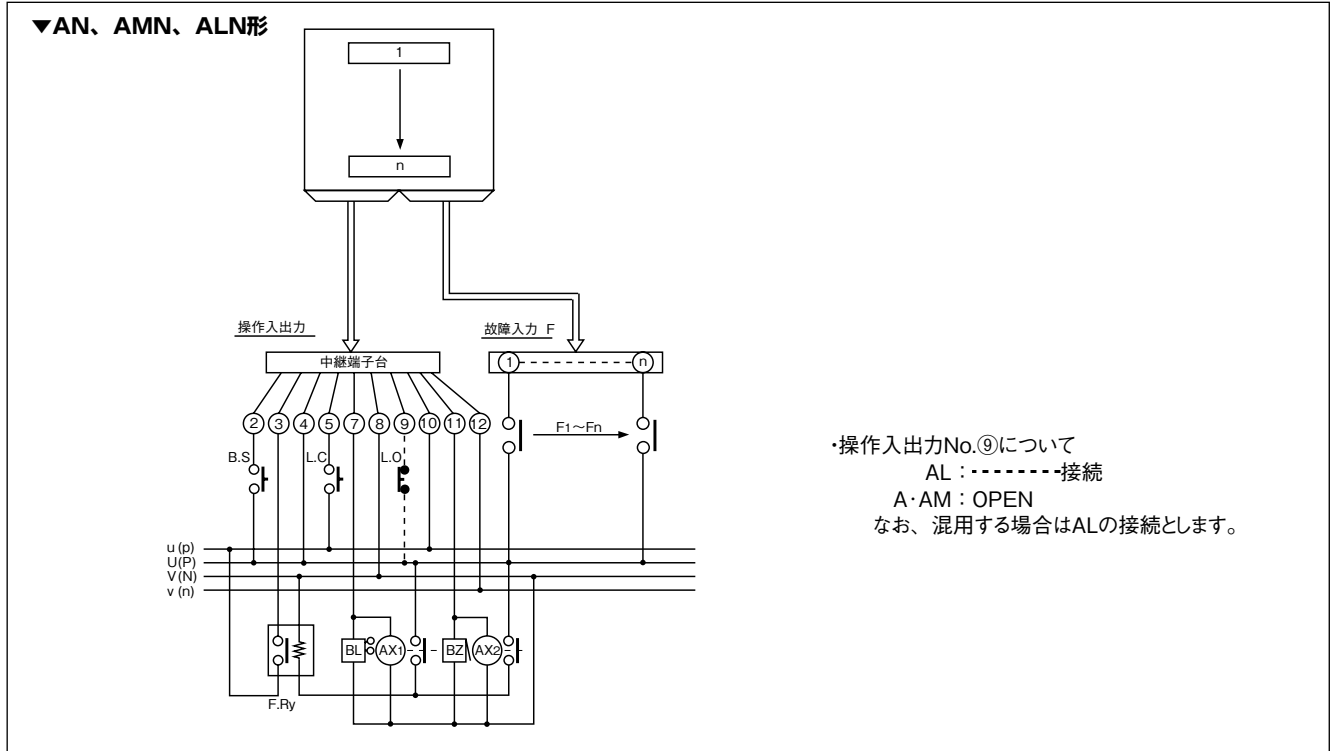 ▼AN、AMN、ALN形
1
n
操作入出力
故障入力 F
中継端子台
1 n
2 3 4 5 7 8 9 10 11 12
F1～Fn
B.S L.C L.O
・操作入出力No.⑨について
AL：--------接続
A・AM：OPEN
なお、混用する場合はALの接続とします。
u (p)
U(P)
V(N)
v (n)
BL AX1 BZ AX2
F.Ry